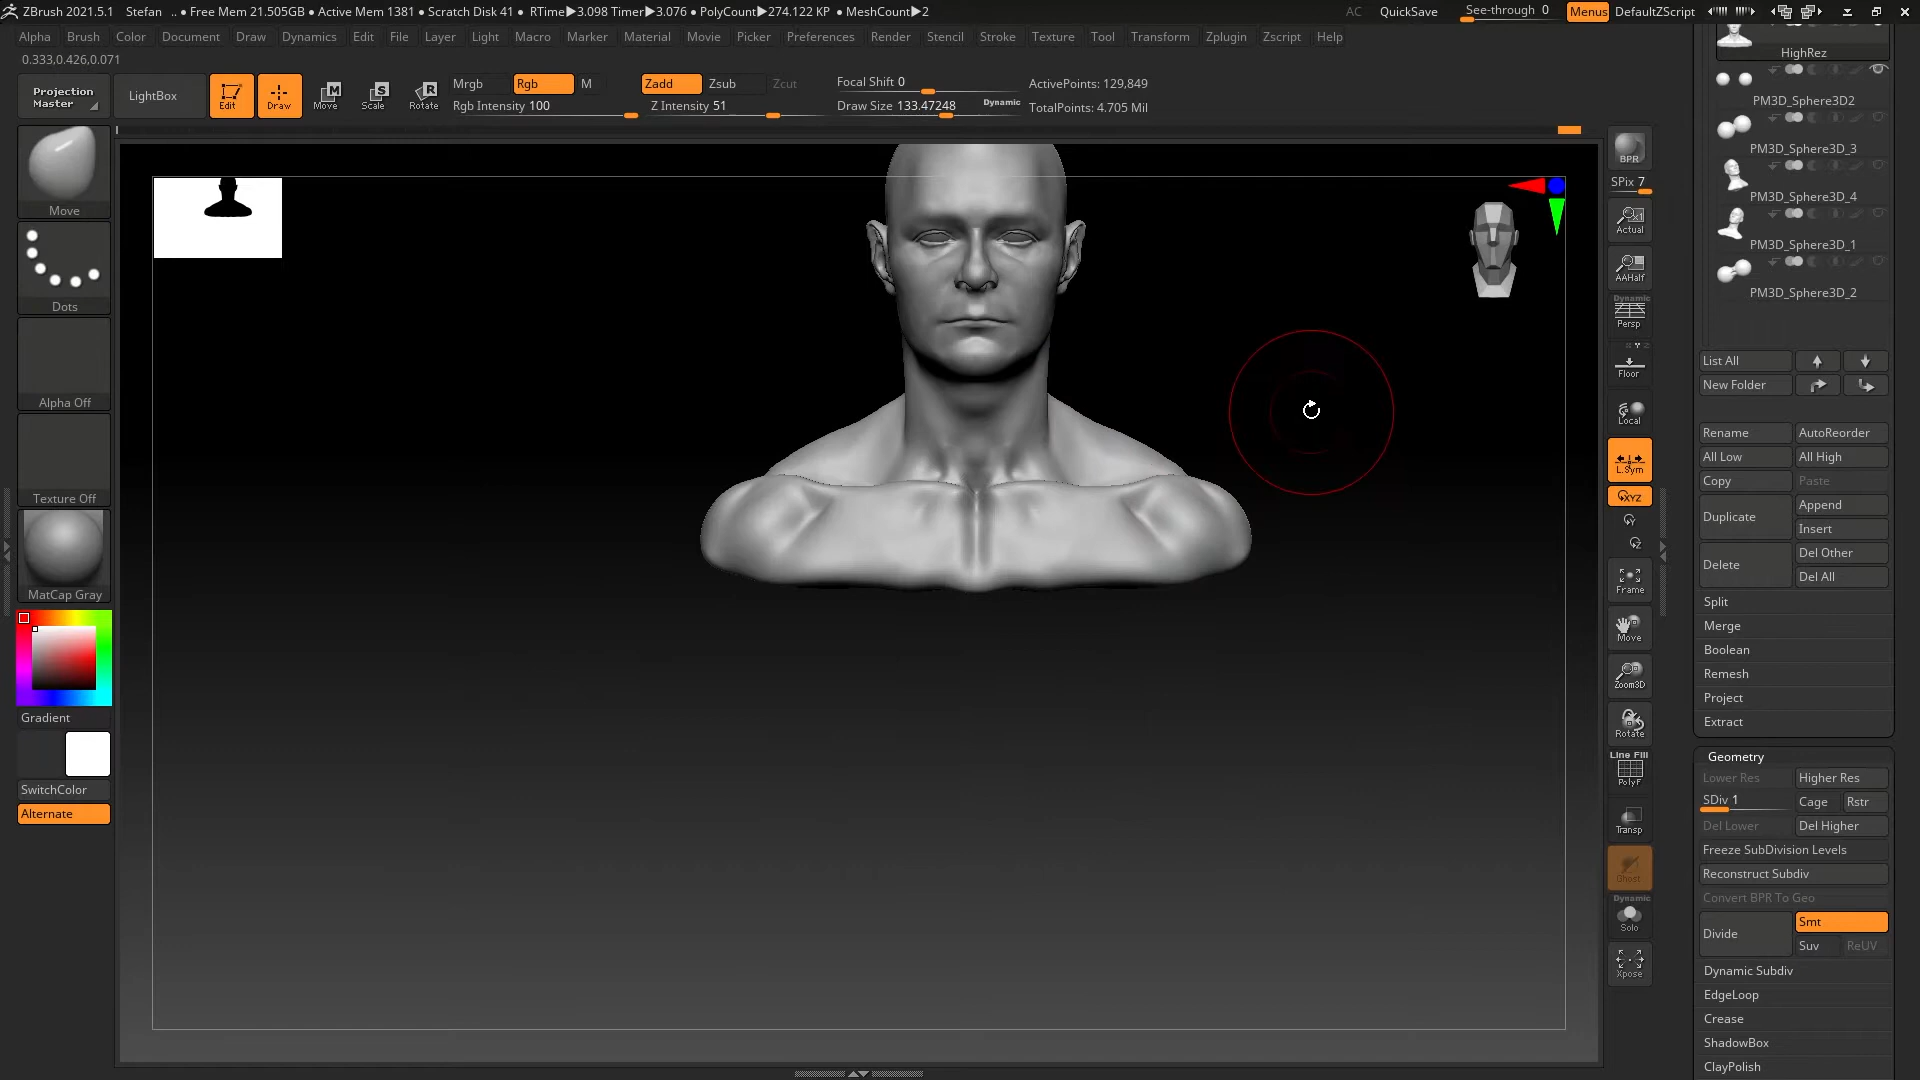 ZBrush 2021.5.1 Stefan .. ● Free Mem 21.505GB ● Active Mem 1381 ● Scratch Disk 41 ● RTime▶3.098 Timer▶3.076 ● PolyCount▶274.122 KP ● MeshCount▶2 AC QuickSave See-through 0 Menus DefaultZScript
Alpha Brush Color Document Draw Dynamics Edit File Layer Light Macro Marker Material Movie Picker Preferences Render Stencil Stroke Texture Tool Transform Zplugin Zscript Help
0.333,0.426,0.071
Projection Master
LightBox
Edit
Draw
Move
Scale
Rotate
Mrgb Rgb M
Rgb Intensity 100
Zadd Zsub Zcut
Z Intensity 51
Focal Shift 0
Draw Size 133.47248 Dynamic
ActivePoints: 129,849
TotalPoints: 4.705 Mil
Move
Dots
Alpha Off
Texture Off
MatCap Gray
Gradient
SwitchColor
Alternate
BPR
SPix 7
Actual
AAHalf
Dynamic
Persp
Floor
Local
L.Sym
XYZ
Y
Z
Frame
Move
Zoom3D
Rotate
Line Fill
PolyF
Transp
Ghost
Dynamic
Solo
Xpose
HighRez
PM3D_Sphere3D2
PM3D_Sphere3D_3
PM3D_Sphere3D_4
PM3D_Sphere3D_1
PM3D_Sphere3D_2
List All
New Folder
Rename AutoReorder
All Low All High
Copy Paste
Duplicate Append
Insert
Delete Del Other
Del All
Split
Merge
Boolean
Remesh
Project
Extract
Geometry
Lower Res Higher Res
SDiv 1 Cage Rstr
Del Lower Del Higher
Freeze SubDivision Levels
Reconstruct Subdiv
Convert BPR To Geo
Divide Smt
Suv ReUV
Dynamic Subdiv
EdgeLoop
Crease
ShadowBox
ClayPolish